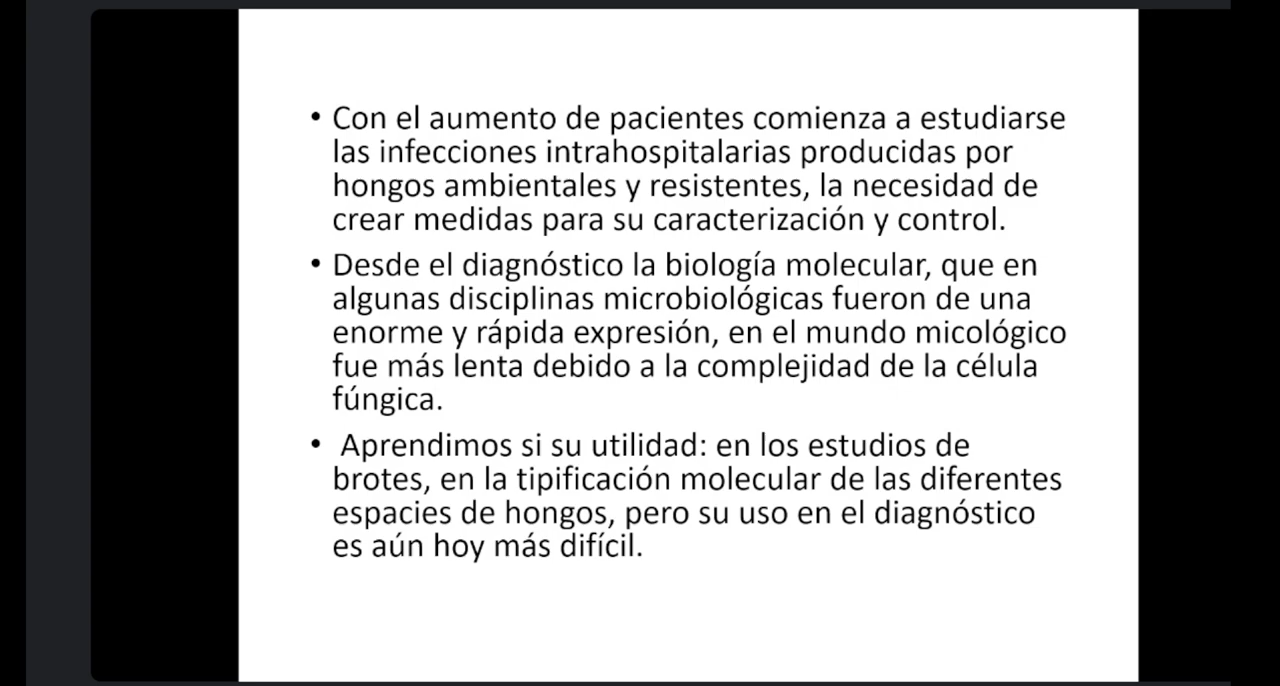 • Con el aumento de pacientes comienza a estudiarse
las infecciones intrahospitalarias producidas por
hongos ambientales y resistentes, la necesidad de
crear medidas para su caracterización y control.
• Desde el diagnóstico la biología molecular, que en
algunas disciplinas microbiológicas fueron de una
enorme y rápida expresión, en el mundo micológico
fue más lenta debido a la complejidad de la célula
fúngica.
• Aprendimos si su utilidad: en los estudios de
brotes, en la tipificación molecular de las diferentes
espacies de hongos, pero su uso en el diagnóstico
es aún hoy más difícil.